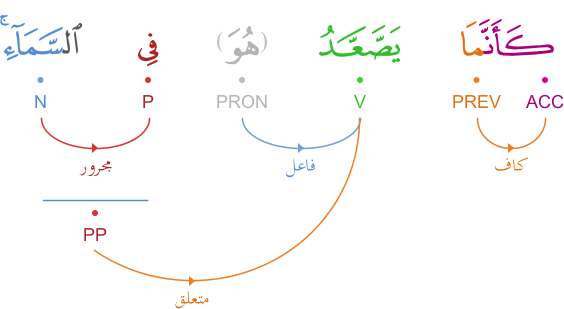 كَأَنَّمَا يَصَّعَّدُ (هُوَ) فِى ٱلسَّمَآءِ ۚ
ACC PREV V PRON P N
كاف فاعل مجرور
PP
متعلق